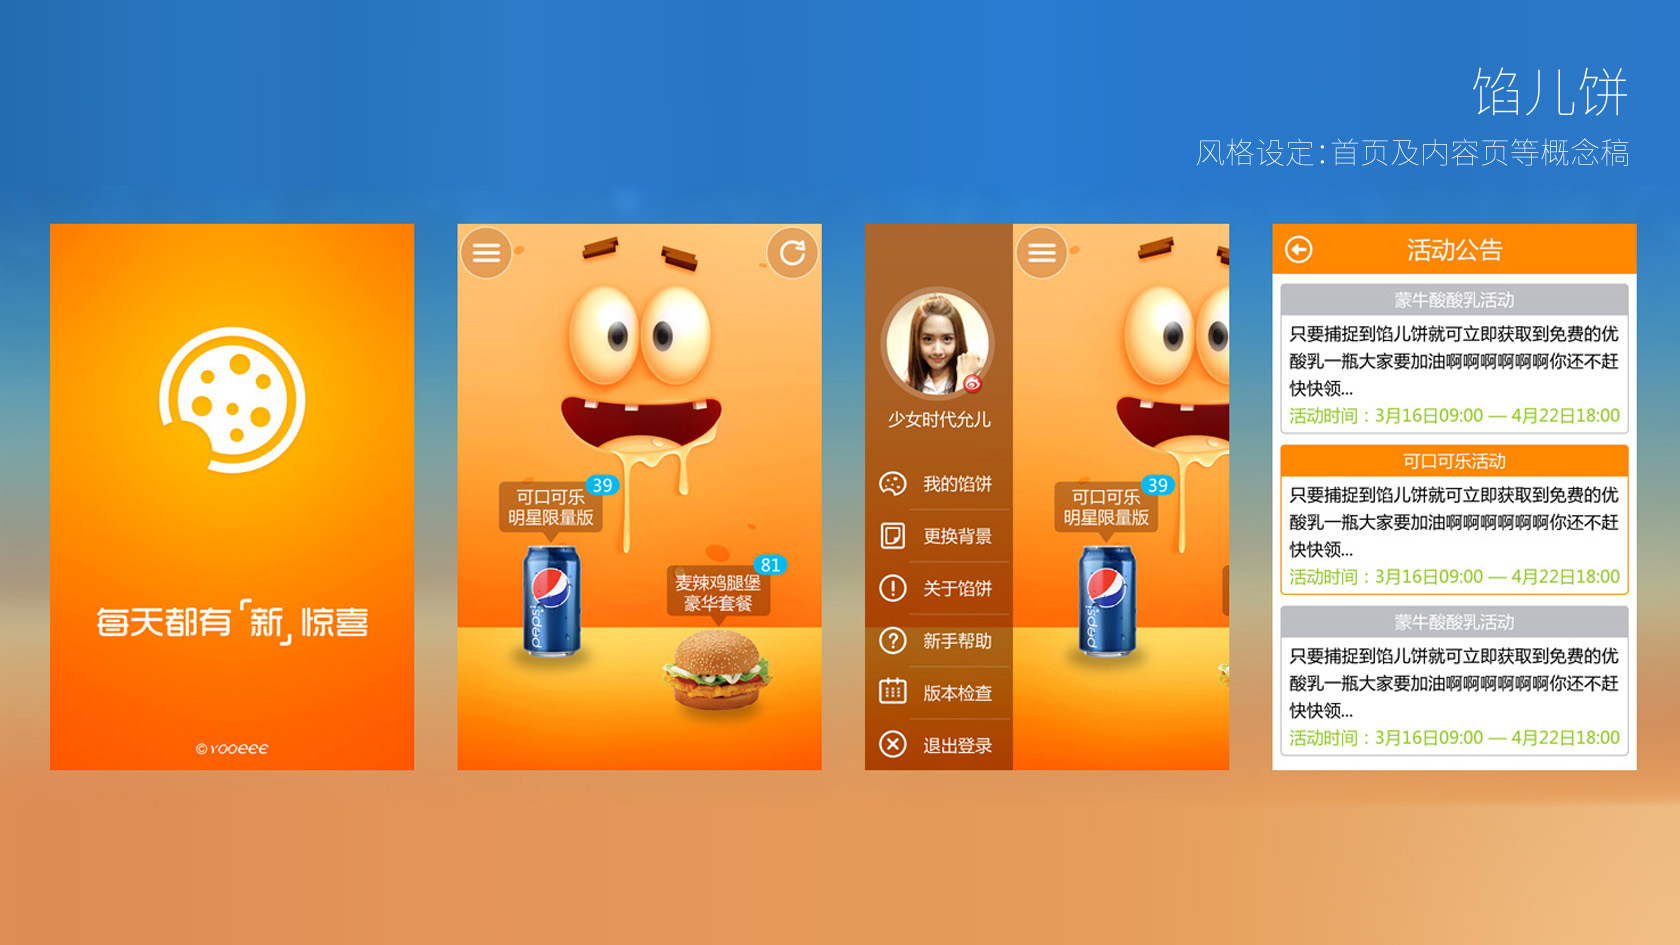 馅儿饼
风格设定:首页及内容页等概念稿
每天都有「新」惊喜
©YOOEEE
可口可乐
明星限量版
39
pepsi
麦辣鸡腿堡
豪华套餐
81
少女时代允儿
我的馅饼
更换背景
关于馅饼
新手帮助
版本检查
退出登录
可口可乐
明星限量版
39
pepsi
活动公告
蒙牛酸酸乳活动
只要捕捉到馅儿饼就可立即获取到免费的优
酸乳一瓶大家要加油啊啊啊啊啊啊你还不赶
快快领...
活动时间：3月16日09:00 — 4月22日18:00
可口可乐活动
只要捕捉到馅儿饼就可立即获取到免费的优
酸乳一瓶大家要加油啊啊啊啊啊啊你还不赶
快快领...
活动时间：3月16日09:00 — 4月22日18:00
蒙牛酸酸乳活动
只要捕捉到馅儿饼就可立即获取到免费的优
酸乳一瓶大家要加油啊啊啊啊啊啊你还不赶
快快领...
活动时间：3月16日09:00 — 4月22日18:00